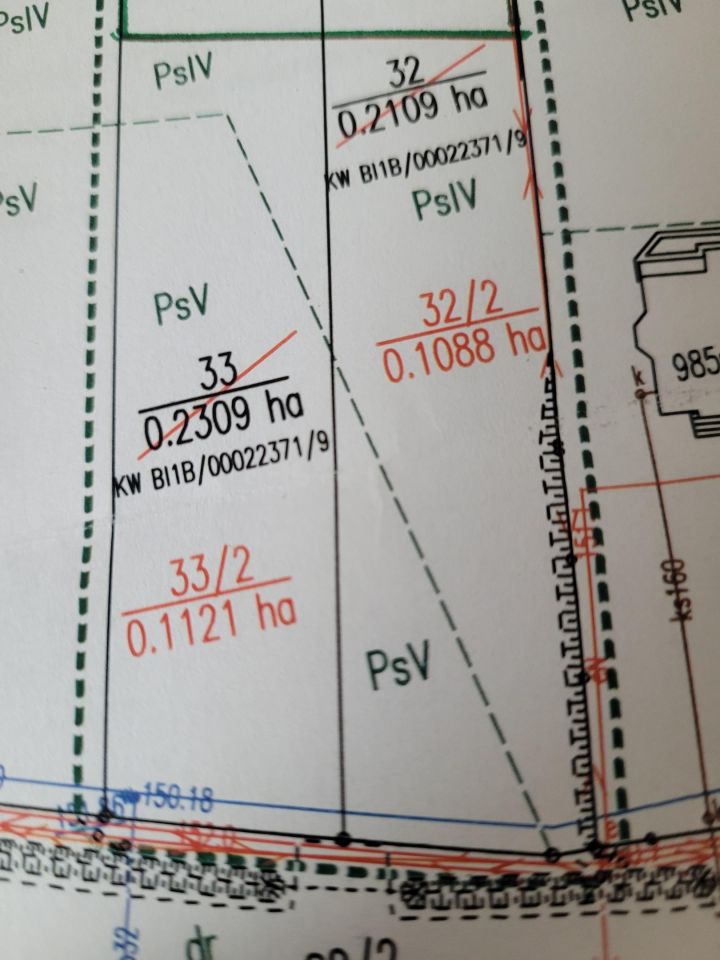 PsIV
PsIV
PsIV
32
0.2109 ha
KW BI1B/00022371/9
PsV
PsIV
PsV
32/2
0.1088 ha
33
0.2309 ha
KW BI1B/00022371/9
985
k
ks160
33/2
0.1121 ha
PsV
150.18
dr